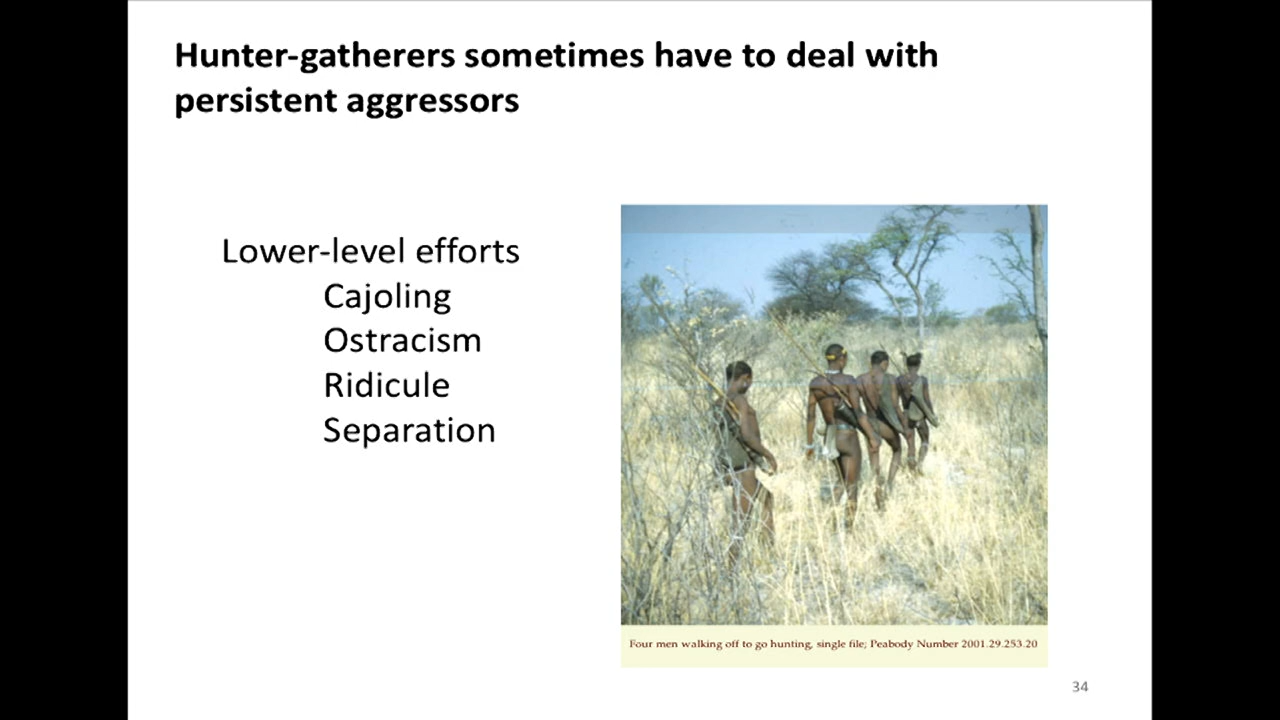 Hunter-gatherers sometimes have to deal with
persistent aggressors
Lower-level efforts
Cajoling
Ostracism
Ridicule
Separation
Four men walking off to go hunting, single file; Peabody Number 2001.29.253.20
34